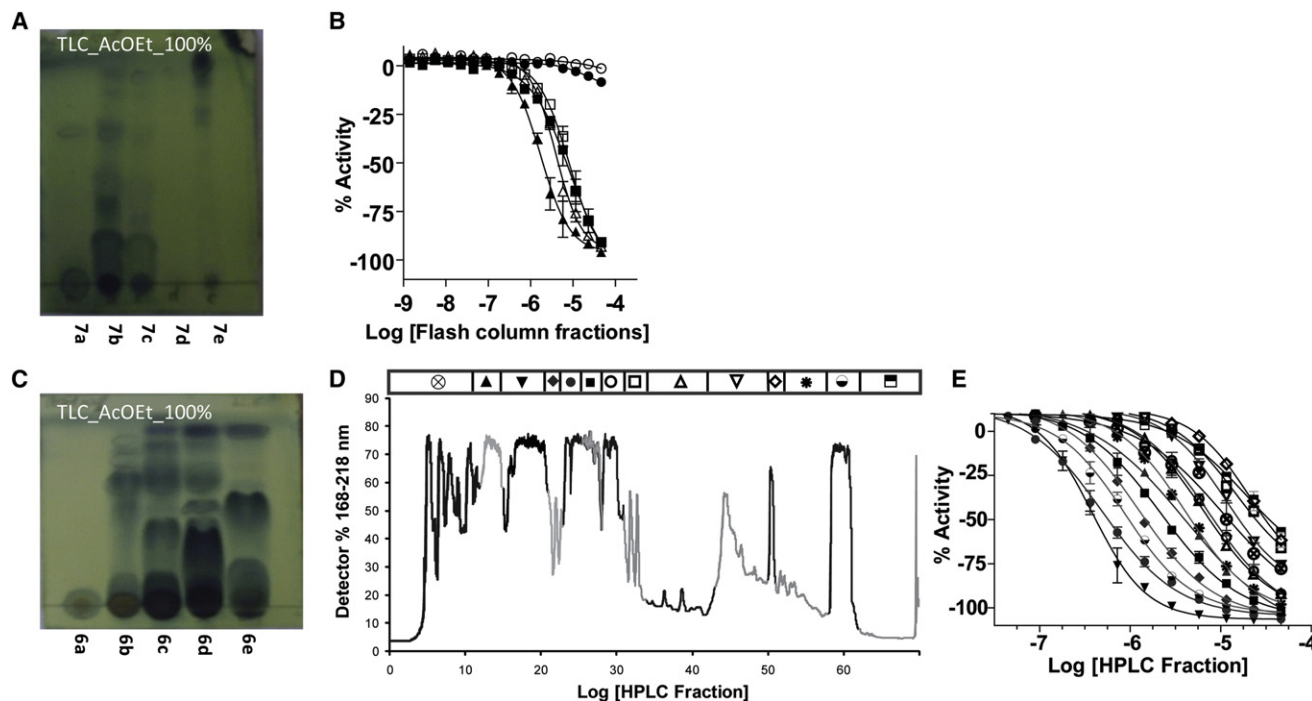 A
TLC_AcOEt_100%
7a
7b
7c
7d
7e
B
0
-25
-50
-75
-100
% Activity
-9 -8 -7 -6 -5 -4
Log [Flash column fractions]
C
TLC_AcOEt_100%
6a
6b
6c
6d
6e
D
90
80
70
60
50
40
30
20
10
0
Detector % 168-218 nm
0 10 20 30 40 50 60
Log [HPLC Fraction]
E
0
-25
-50
-75
-100
% Activity
-7 -6 -5 -4
Log [HPLC Fraction]